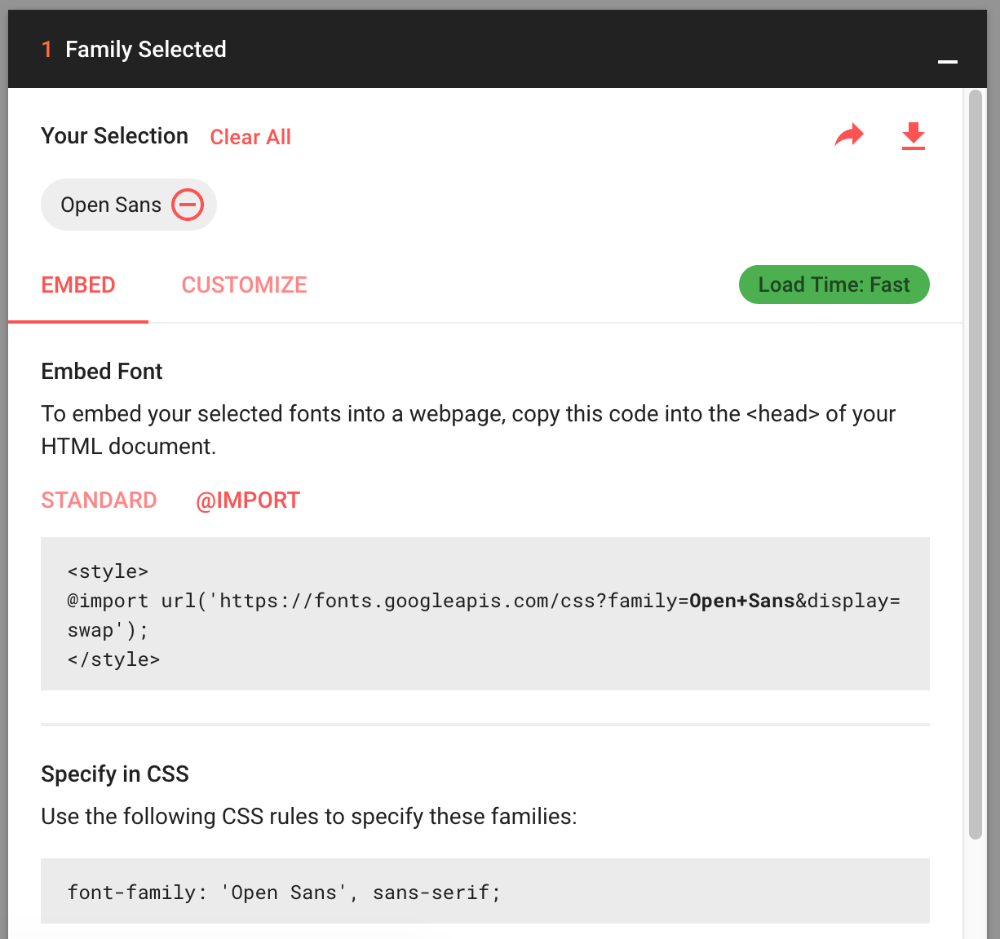 1 Family Selected
Your Selection Clear All
Open Sans
EMBED CUSTOMIZE Load Time: Fast
Embed Font
To embed your selected fonts into a webpage, copy this code into the <head> of your
HTML document.
STANDARD @IMPORT
<style>
@import url('https://fonts.googleapis.com/css?family=Open+Sans&display=
swap');
</style>
Specify in CSS
Use the following CSS rules to specify these families:
font-family: 'Open Sans', sans-serif;